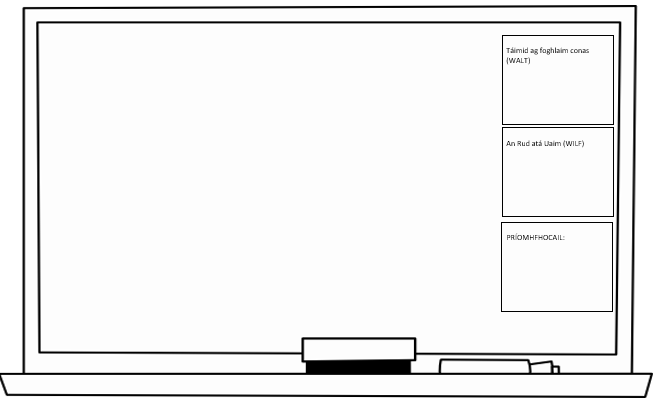 Táimid ag foghlaim conas
(WALT)
An Rud atá Uaim (WILF)
PRÍOMHFHOCAIL: